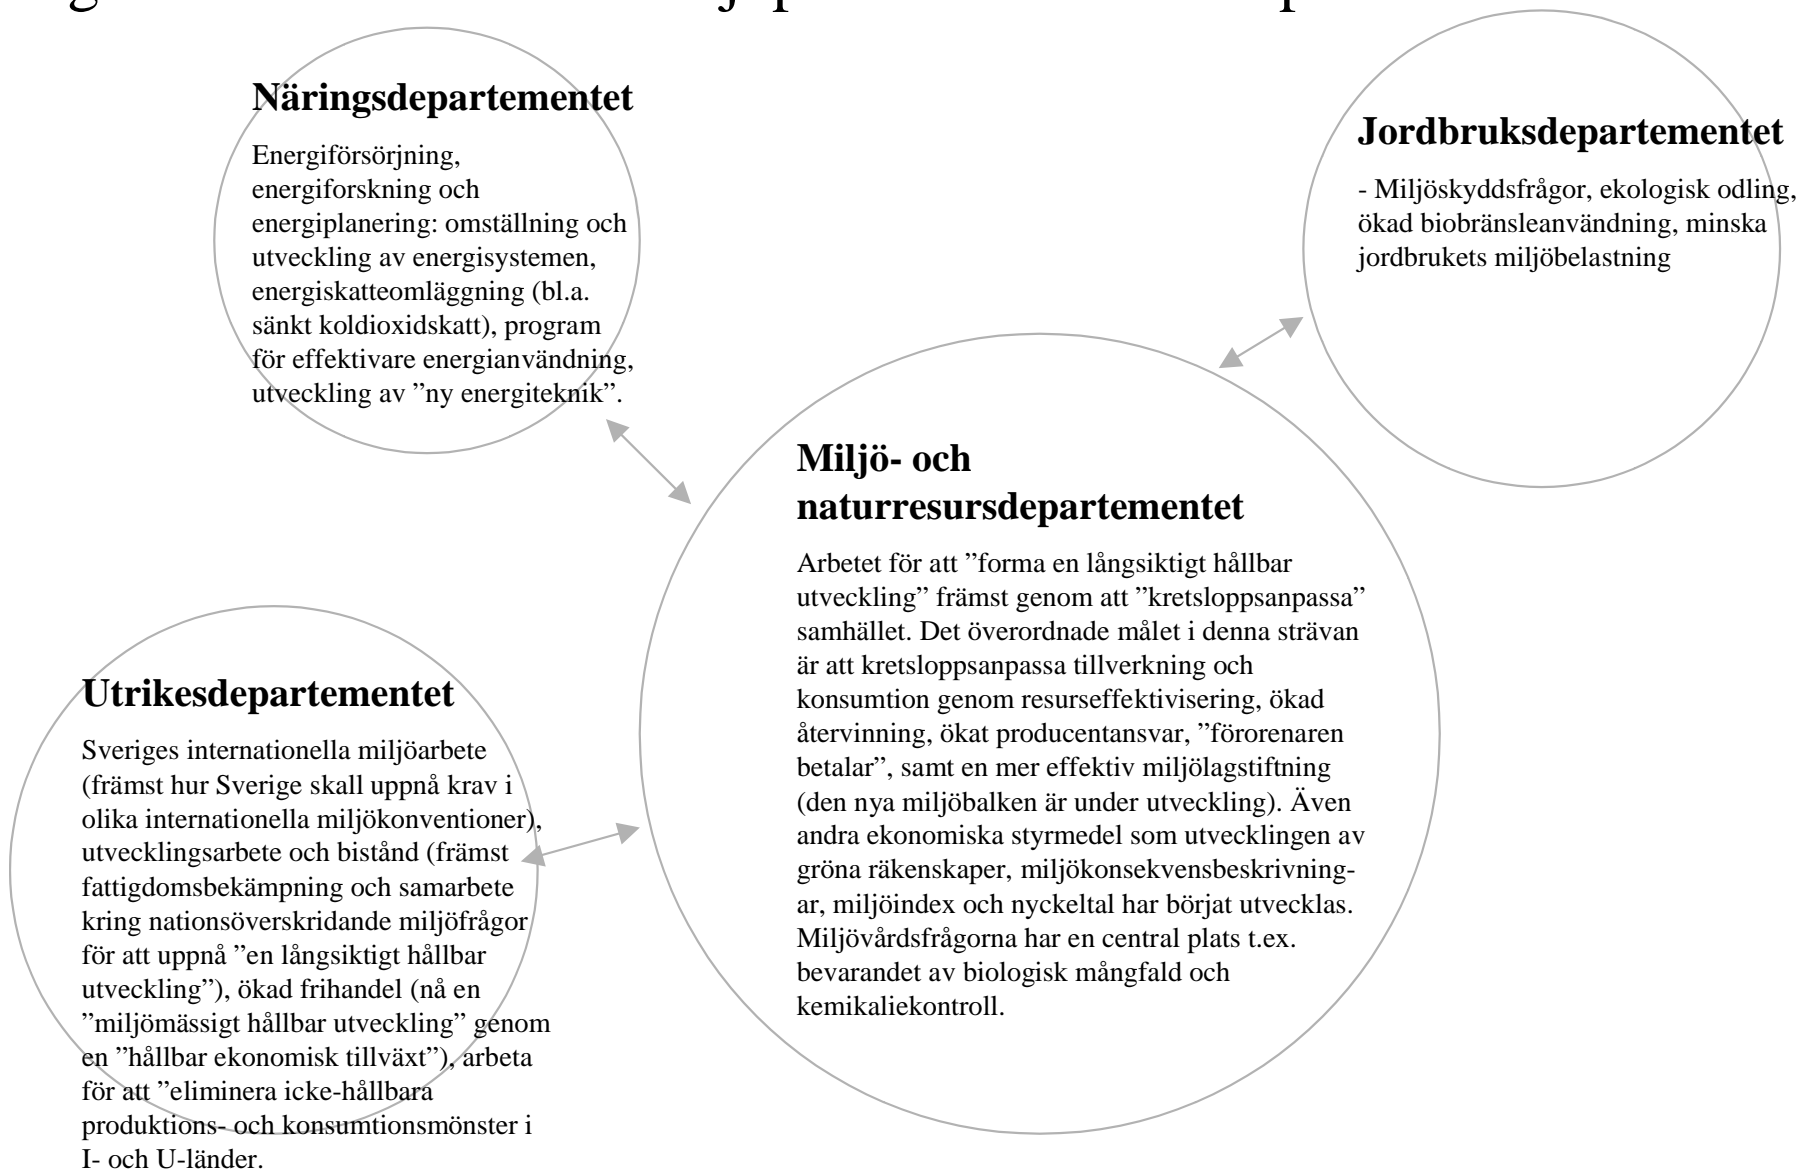 Näringsdepartementet
Energiförsörjning,
energiforskning och
energiplanering: omställning och
utveckling av energisystemen,
energiskatteomläggning (bl.a.
sänkt koldioxidskatt), program
för effektivare energianvändning,
utveckling av ”ny energiteknik”.
Jordbruksdepartementet
- Miljöskyddsfrågor, ekologisk odling,
ökad biobränsleanvändning, minska
jordbrukets miljöbelastning
Miljö- och
naturresursdepartementet
Arbetet för att ”forma en långsiktigt hållbar
utveckling” främst genom att ”kretsloppsanpassa”
samhället. Det överordnade målet i denna strävan
är att kretsloppsanpassa tillverkning och
konsumtion genom resurseffektivisering, ökad
återvinning, ökat producentansvar, ”förorenaren
betalar”, samt en mer effektiv miljölagstiftning
(den nya miljöbalken är under utveckling). Även
andra ekonomiska styrmedel som utvecklingen av
gröna räkenskaper, miljökonsekvensbeskrivning-
ar, miljöindex och nyckeltal har börjat utvecklas.
Miljövårdsfrågorna har en central plats t.ex.
bevarandet av biologisk mångfald och
kemikaliekontroll.
Utrikesdepartementet
Sveriges internationella miljöarbete
(främst hur Sverige skall uppnå krav i
olika internationella miljökonventioner),
utvecklingsarbete och bistånd (främst
fattigdomsbekämpning och samarbete
kring nationsöverskridande miljöfrågor
för att uppnå ”en långsiktigt hållbar
utveckling”), ökad frihandel (nå en
”miljömässigt hållbar utveckling” genom
en ”hållbar ekonomisk tillväxt”), arbeta
för att ”eliminera icke-hållbara
produktions- och konsumtionsmönster i
I- och U-länder.